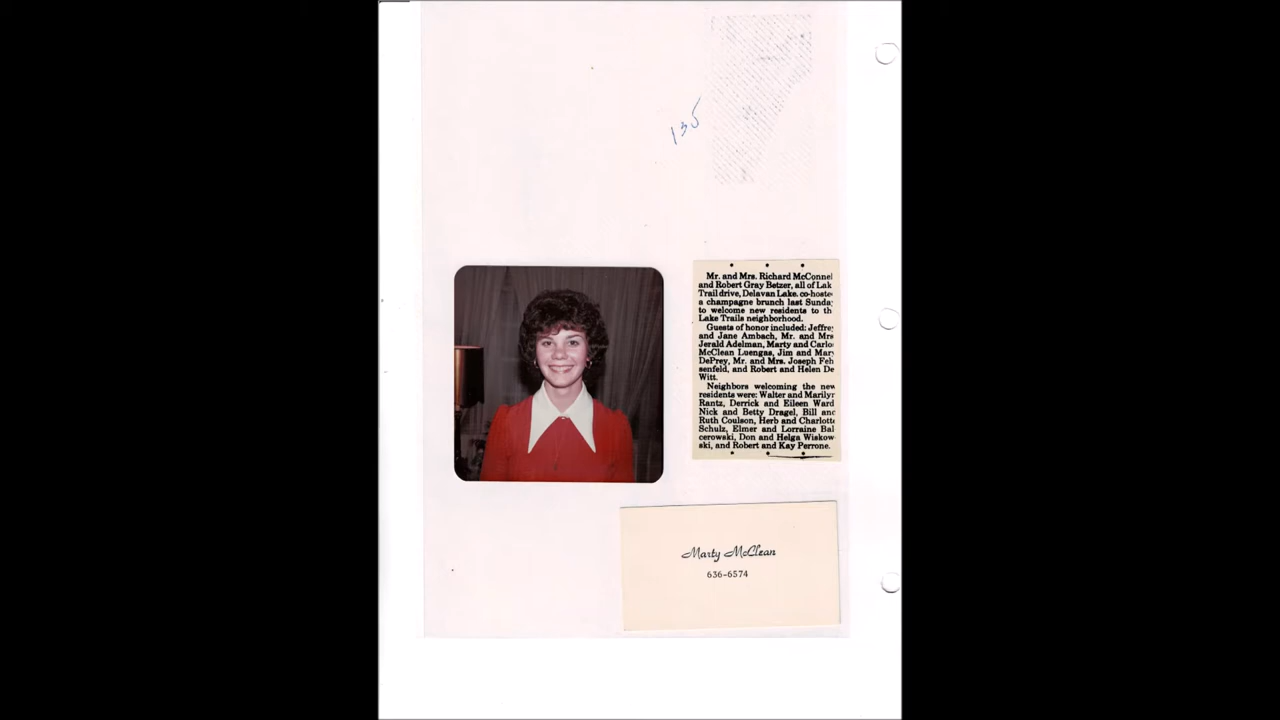 135
Mr. and Mrs. Richard McConnel
and Robert Gray Betzer, all of Lak
Trail drive, Delavan Lake. co-hoste
a champagne brunch last Sunda
to welcome new residents to th
Lake Trails neighborhood.
Guests of honor included: Jeffre
and Jane Ambach, Mr. and Mrs
Jerald Adelman, Marty and Carlo
McClean Luengas, Jim and Mary
DePrey, Mr. and Mrs. Joseph Feh
senfeld, and Robert and Helen De
Witt.
Neighbors welcoming the new
residents were: Walter and Marilyn
Rantz, Derrick and Eileen Ward
Nick and Betty Dragel, Bill and
Ruth Coulson, Herb and Charlotte
Schulz, Elmer and Lorraine Bal
cerowski, Don and Helga Wiskow-
ski, and Robert and Kay Perrone.
Marty McClean
636-6574